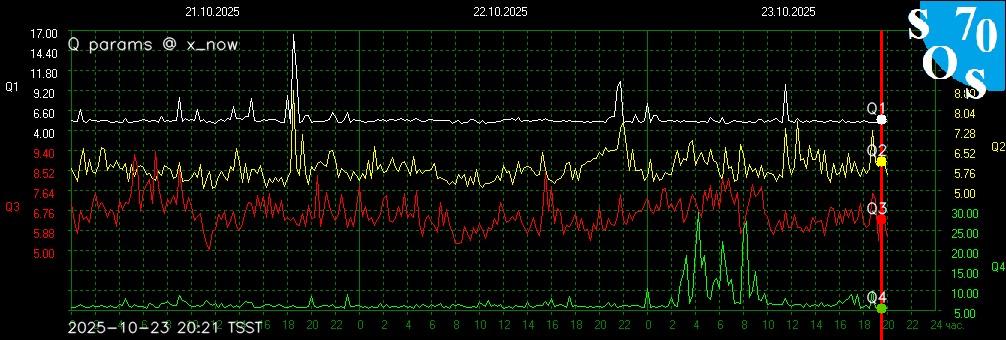 21.10.2025 22.10.2025 23.10.2025
S 70
O
S
Q params @ x_now
17.00
14.40
11.80
Q1
9.20 8.80
6.60 Q1 8.04
4.00 7.28
9.40 Q2 6.52 Q2
8.52 5.76
7.64 5.00
Q3 6.76 Q3 30.00
5.88 25.00
5.00 20.00
Q4
15.00
Q4 10.00
5.00
2025-10-23 20:21 TSST
18 20 22 0 2 4 6 8 10 12 14 16 18 20 22 0 2 4 6 8 10 12 14 16 18 20 22 24 час.